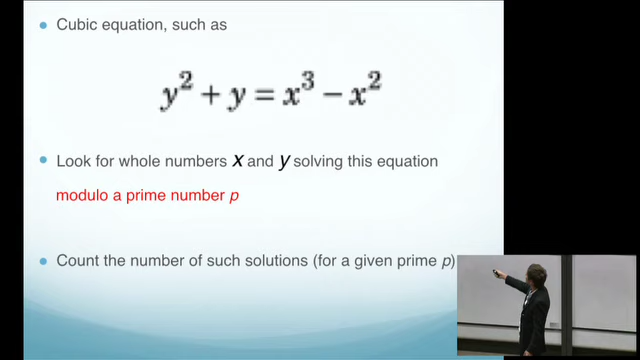 Cubic equation, such as
y² + y = x³ − x²
Look for whole numbers x and y solving this equation
modulo a prime number p
Count the number of such solutions (for a given prime p)